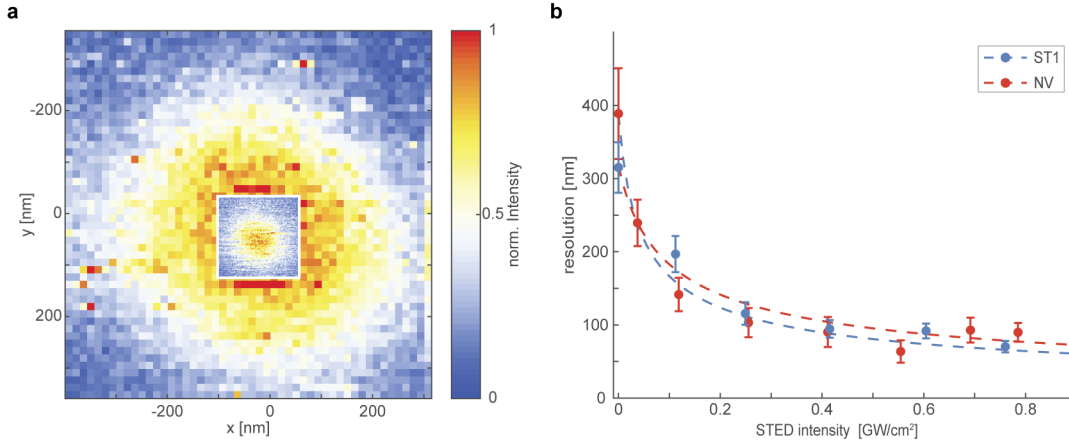 a
-200
0
200
y [nm]
-200
0
200
x [nm]
1
0.5
0
norm. Intensity
b
ST1
NV
400
300
200
100
0
resolution [nm]
0
0.2
0.4
0.6
0.8
STED intensity [GW/cm²]